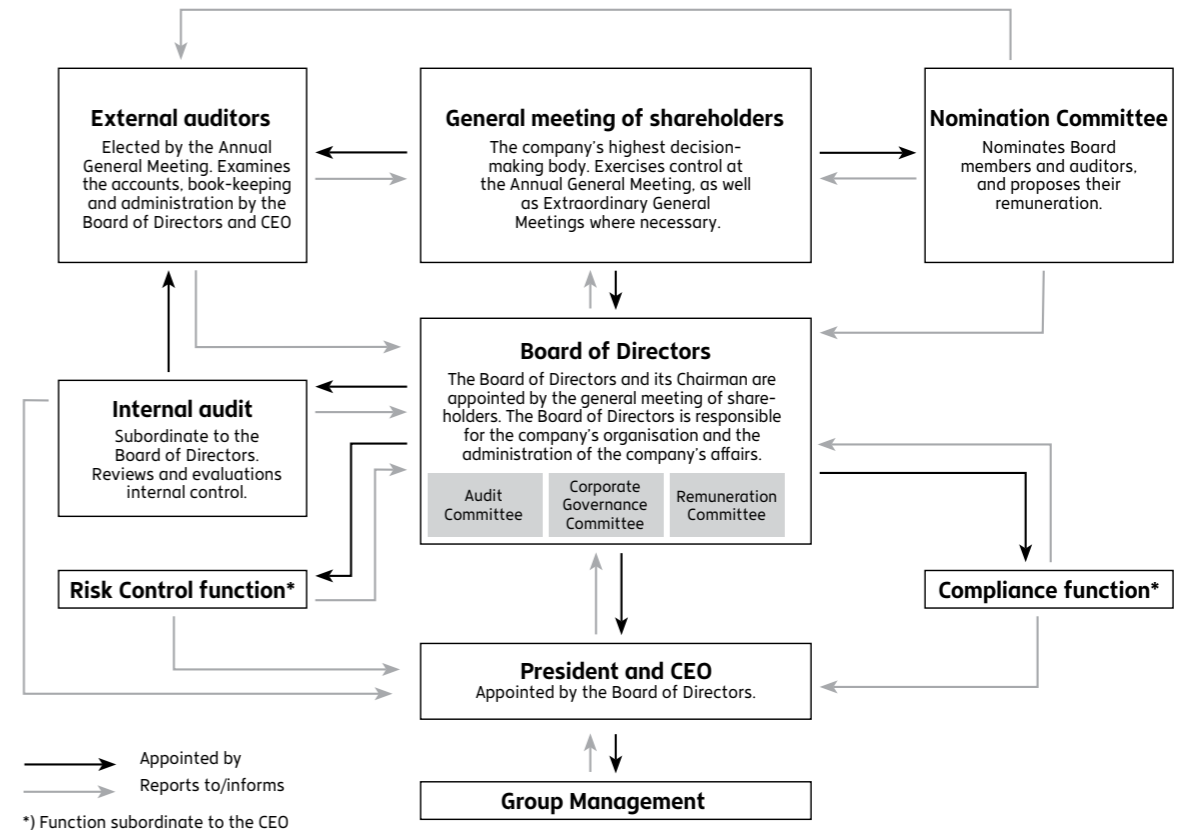 External auditors
Elected by the Annual
General Meeting. Examines
the accounts, book-keeping
and administration by the
Board of Directors and CEO
General meeting of shareholders
The company's highest decision-
making body. Exercises control at
the Annual General Meeting, as well
as Extraordinary General
Meetings where necessary.
Nomination Committee
Nominates Board
members and auditors,
and proposes their
remuneration.
Board of Directors
The Board of Directors and its Chairman are
appointed by the general meeting of share-
holders. The Board of Directors is responsible
for the company's organisation and the
administration of the company's affairs.
Audit
Committee
Corporate
Governance
Committee
Remuneration
Committee
Internal audit
Subordinate to the
Board of Directors.
Reviews and evaluations
internal control.
Risk Control function*
Compliance function*
President and CEO
Appointed by the Board of Directors.
Group Management
Appointed by
Reports to/informs
*) Function subordinate to the CEO